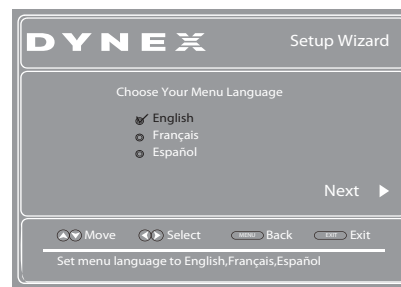 DYNEX
Setup Wizard
Choose Your Menu Language
English
Français
Español
Next
Move Select MENU Back EXIT Exit
Set menu language to English,Français,Español